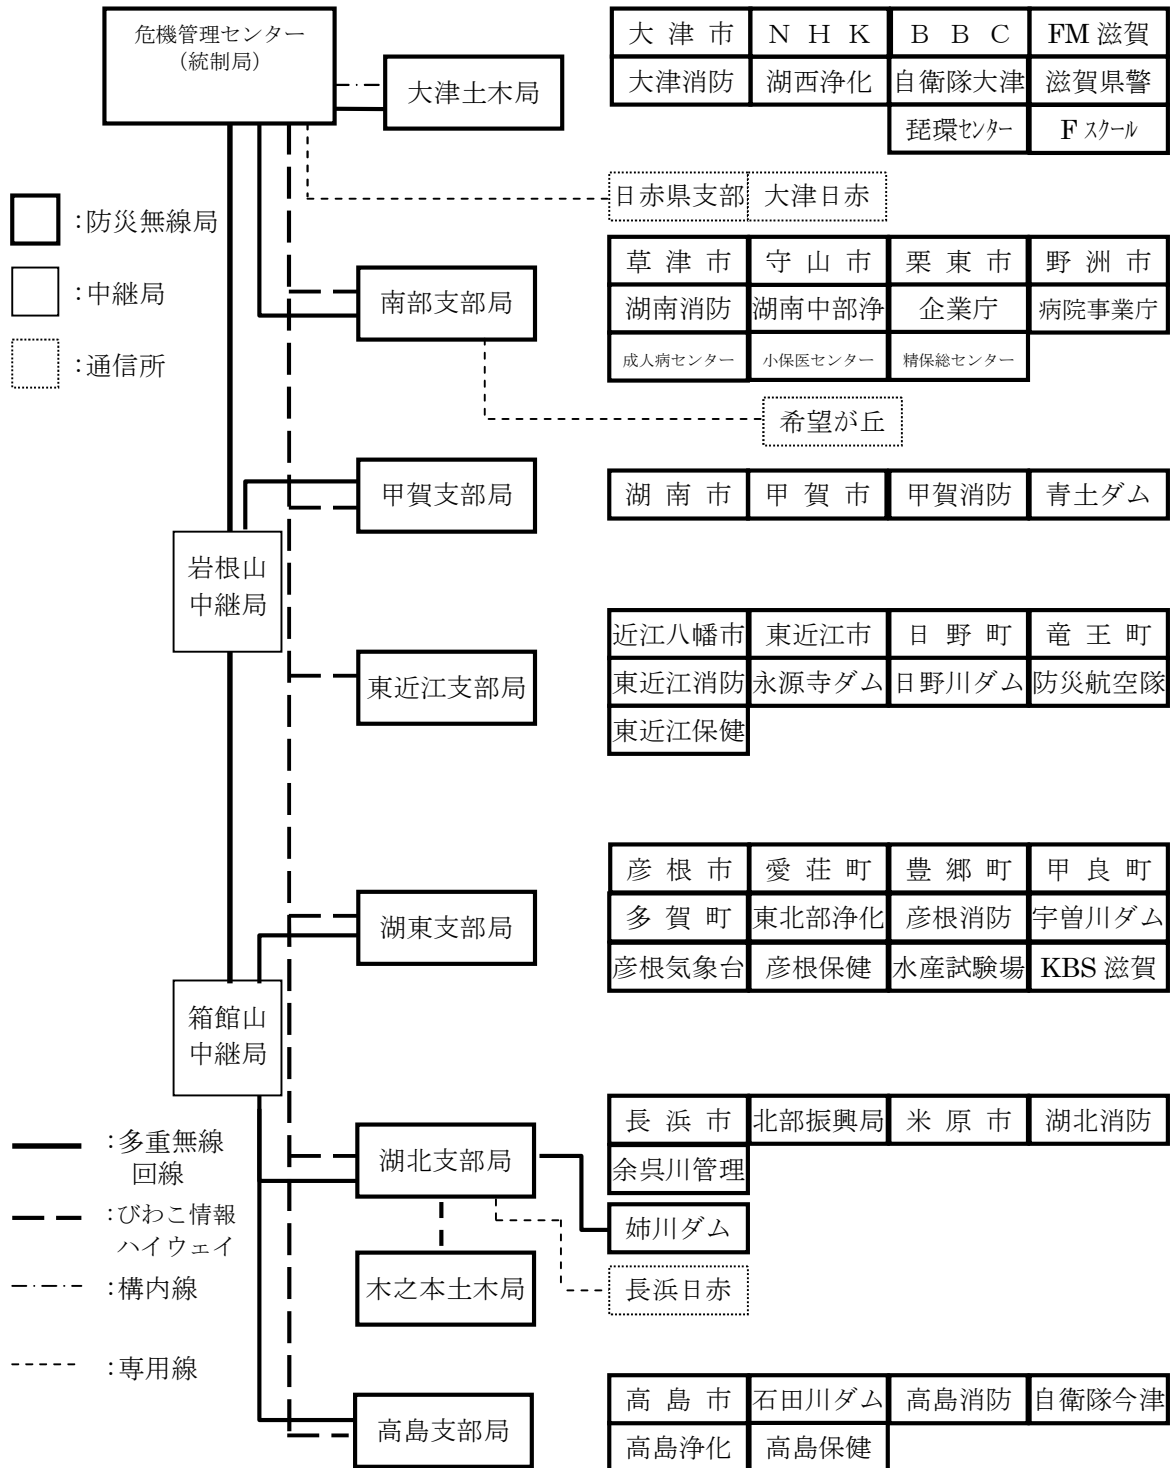 危機管理センター
（統制局）
大津土木局
大津市 ＮＨＫ ＢＢＣ FM滋賀
大津消防 湖西浄化 自衛隊大津 滋賀県警
琵環センター Fスクール
日赤県支部 大津日赤
：防災無線局
：中継局
：通信所
南部支部局
草津市 守山市 栗東市 野洲市
湖南消防 湖南中部浄 企業庁 病院事業庁
成人病センター 小保医センター 精保総センター
希望が丘
甲賀支部局
湖南市 甲賀市 甲賀消防 青土ダム
岩根山
中継局
東近江支部局
近江八幡市 東近江市 日野町 竜王町
東近江消防 永源寺ダム 日野川ダム 防災航空隊
東近江保健
湖東支部局
彦根市 愛荘町 豊郷町 甲良町
多賀町 東北部浄化 彦根消防 宇曽川ダム
彦根気象台 彦根保健 水産試験場 KBS滋賀
箱館山
中継局
：多重無線
回線
：びわこ情報
ハイウェイ
：構内線
：専用線
湖北支部局
長浜市 北部振興局 米原市 湖北消防
余呉川管理
姉川ダム
木之本土木局
長浜日赤
高島支部局
高島市 石田川ダム 高島消防 自衛隊今津
高島浄化 高島保健